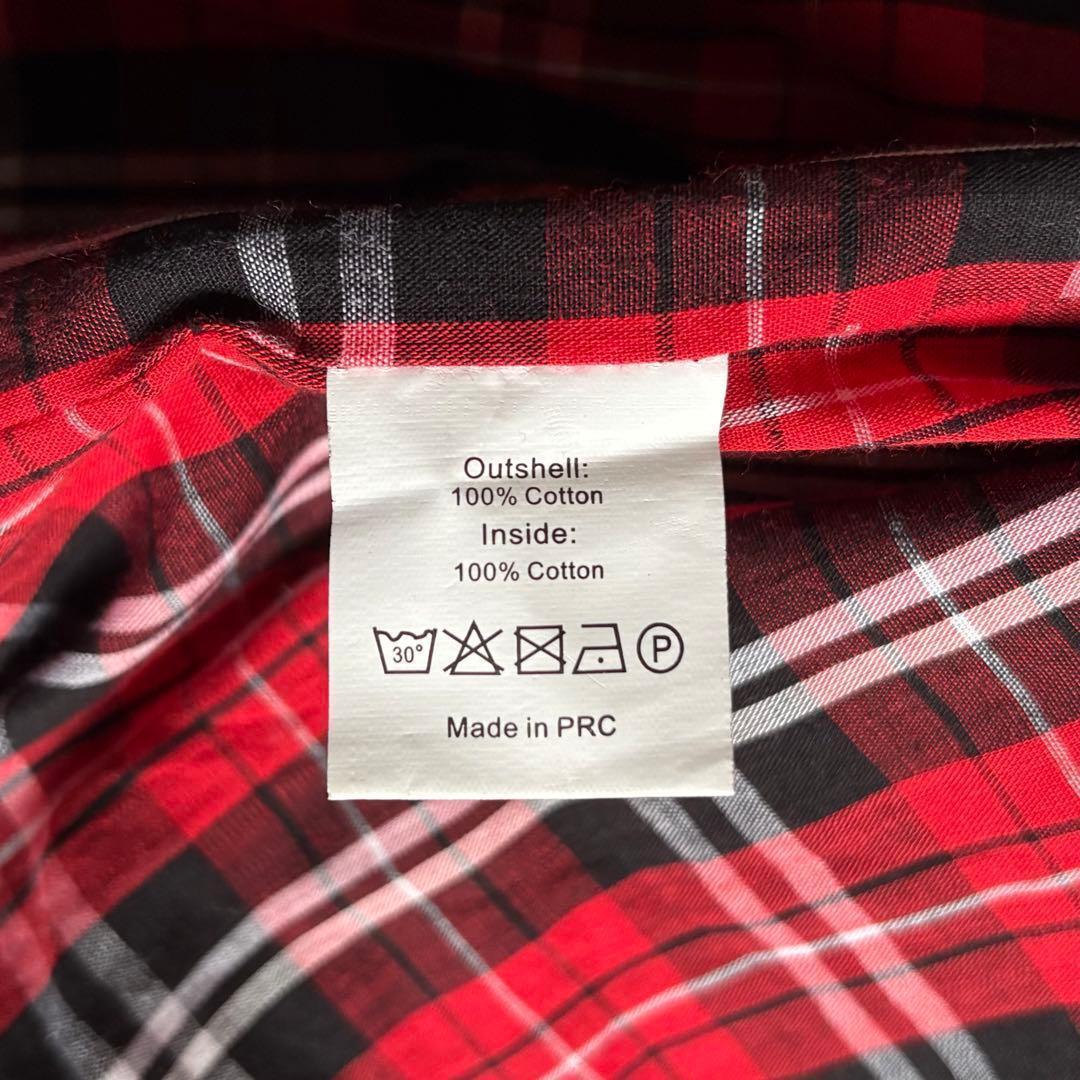 Outshell:
100% Cotton
Inside:
100% Cotton
30° P
Made in PRC